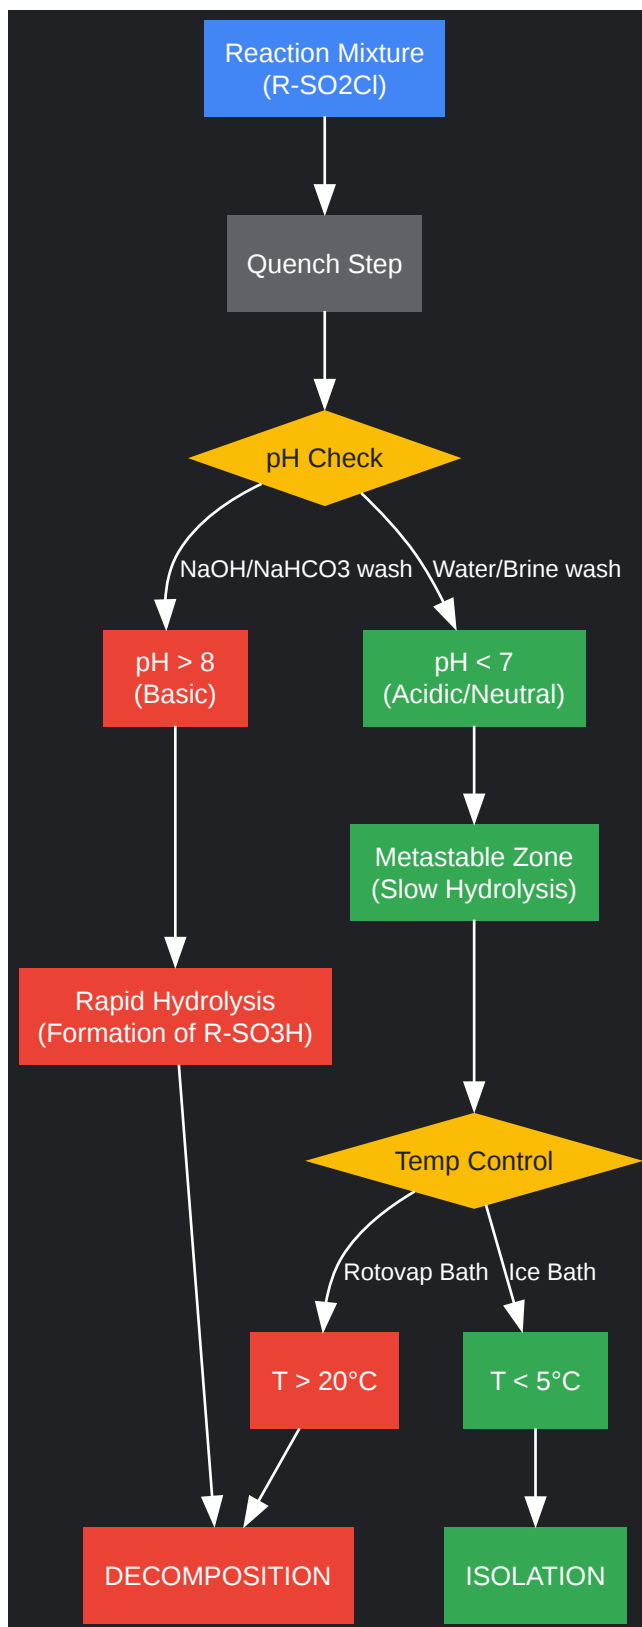 Reaction Mixture
(R-SO2Cl)
Quench Step
pH Check
NaOH/NaHCO3 wash
Water/Brine wash
pH > 8
(Basic)
pH < 7
(Acidic/Neutral)
Metastable Zone
(Slow Hydrolysis)
Rapid Hydrolysis
(Formation of R-SO3H)
Temp Control
Rotovap Bath
Ice Bath
T > 20°C
T < 5°C
DECOMPOSITION
ISOLATION